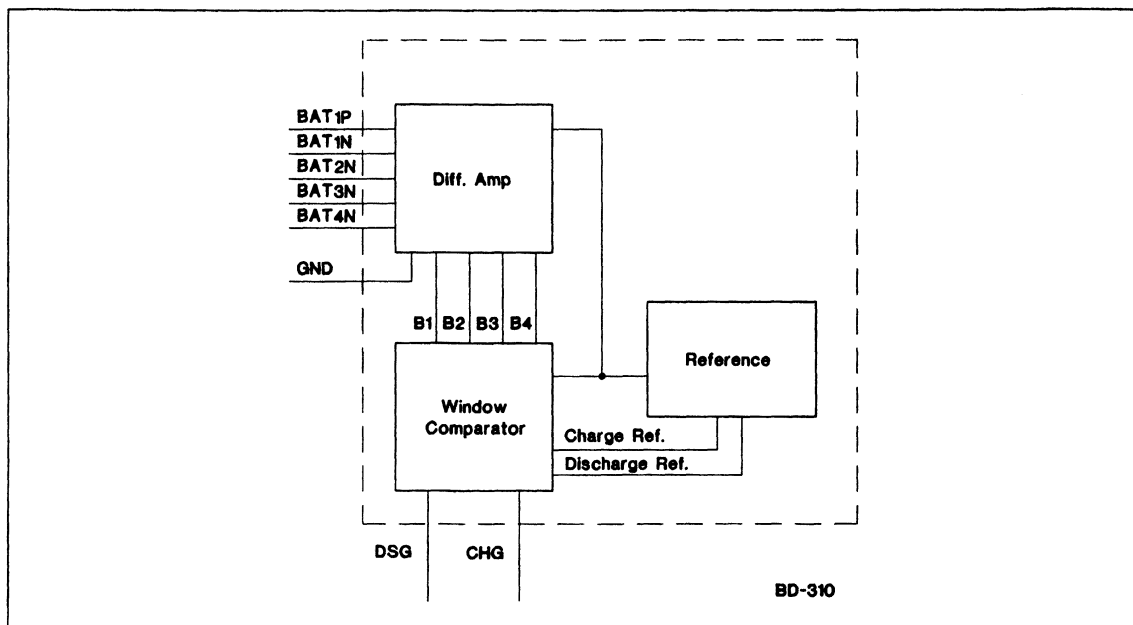 BAT1P
BAT1N
BAT2N
BAT3N
BAT4N
GND
Diff. Amp
B1 B2 B3 B4
Reference
Window
Comparator
Charge Ref.
Discharge Ref.
DSG
CHG
BD-310